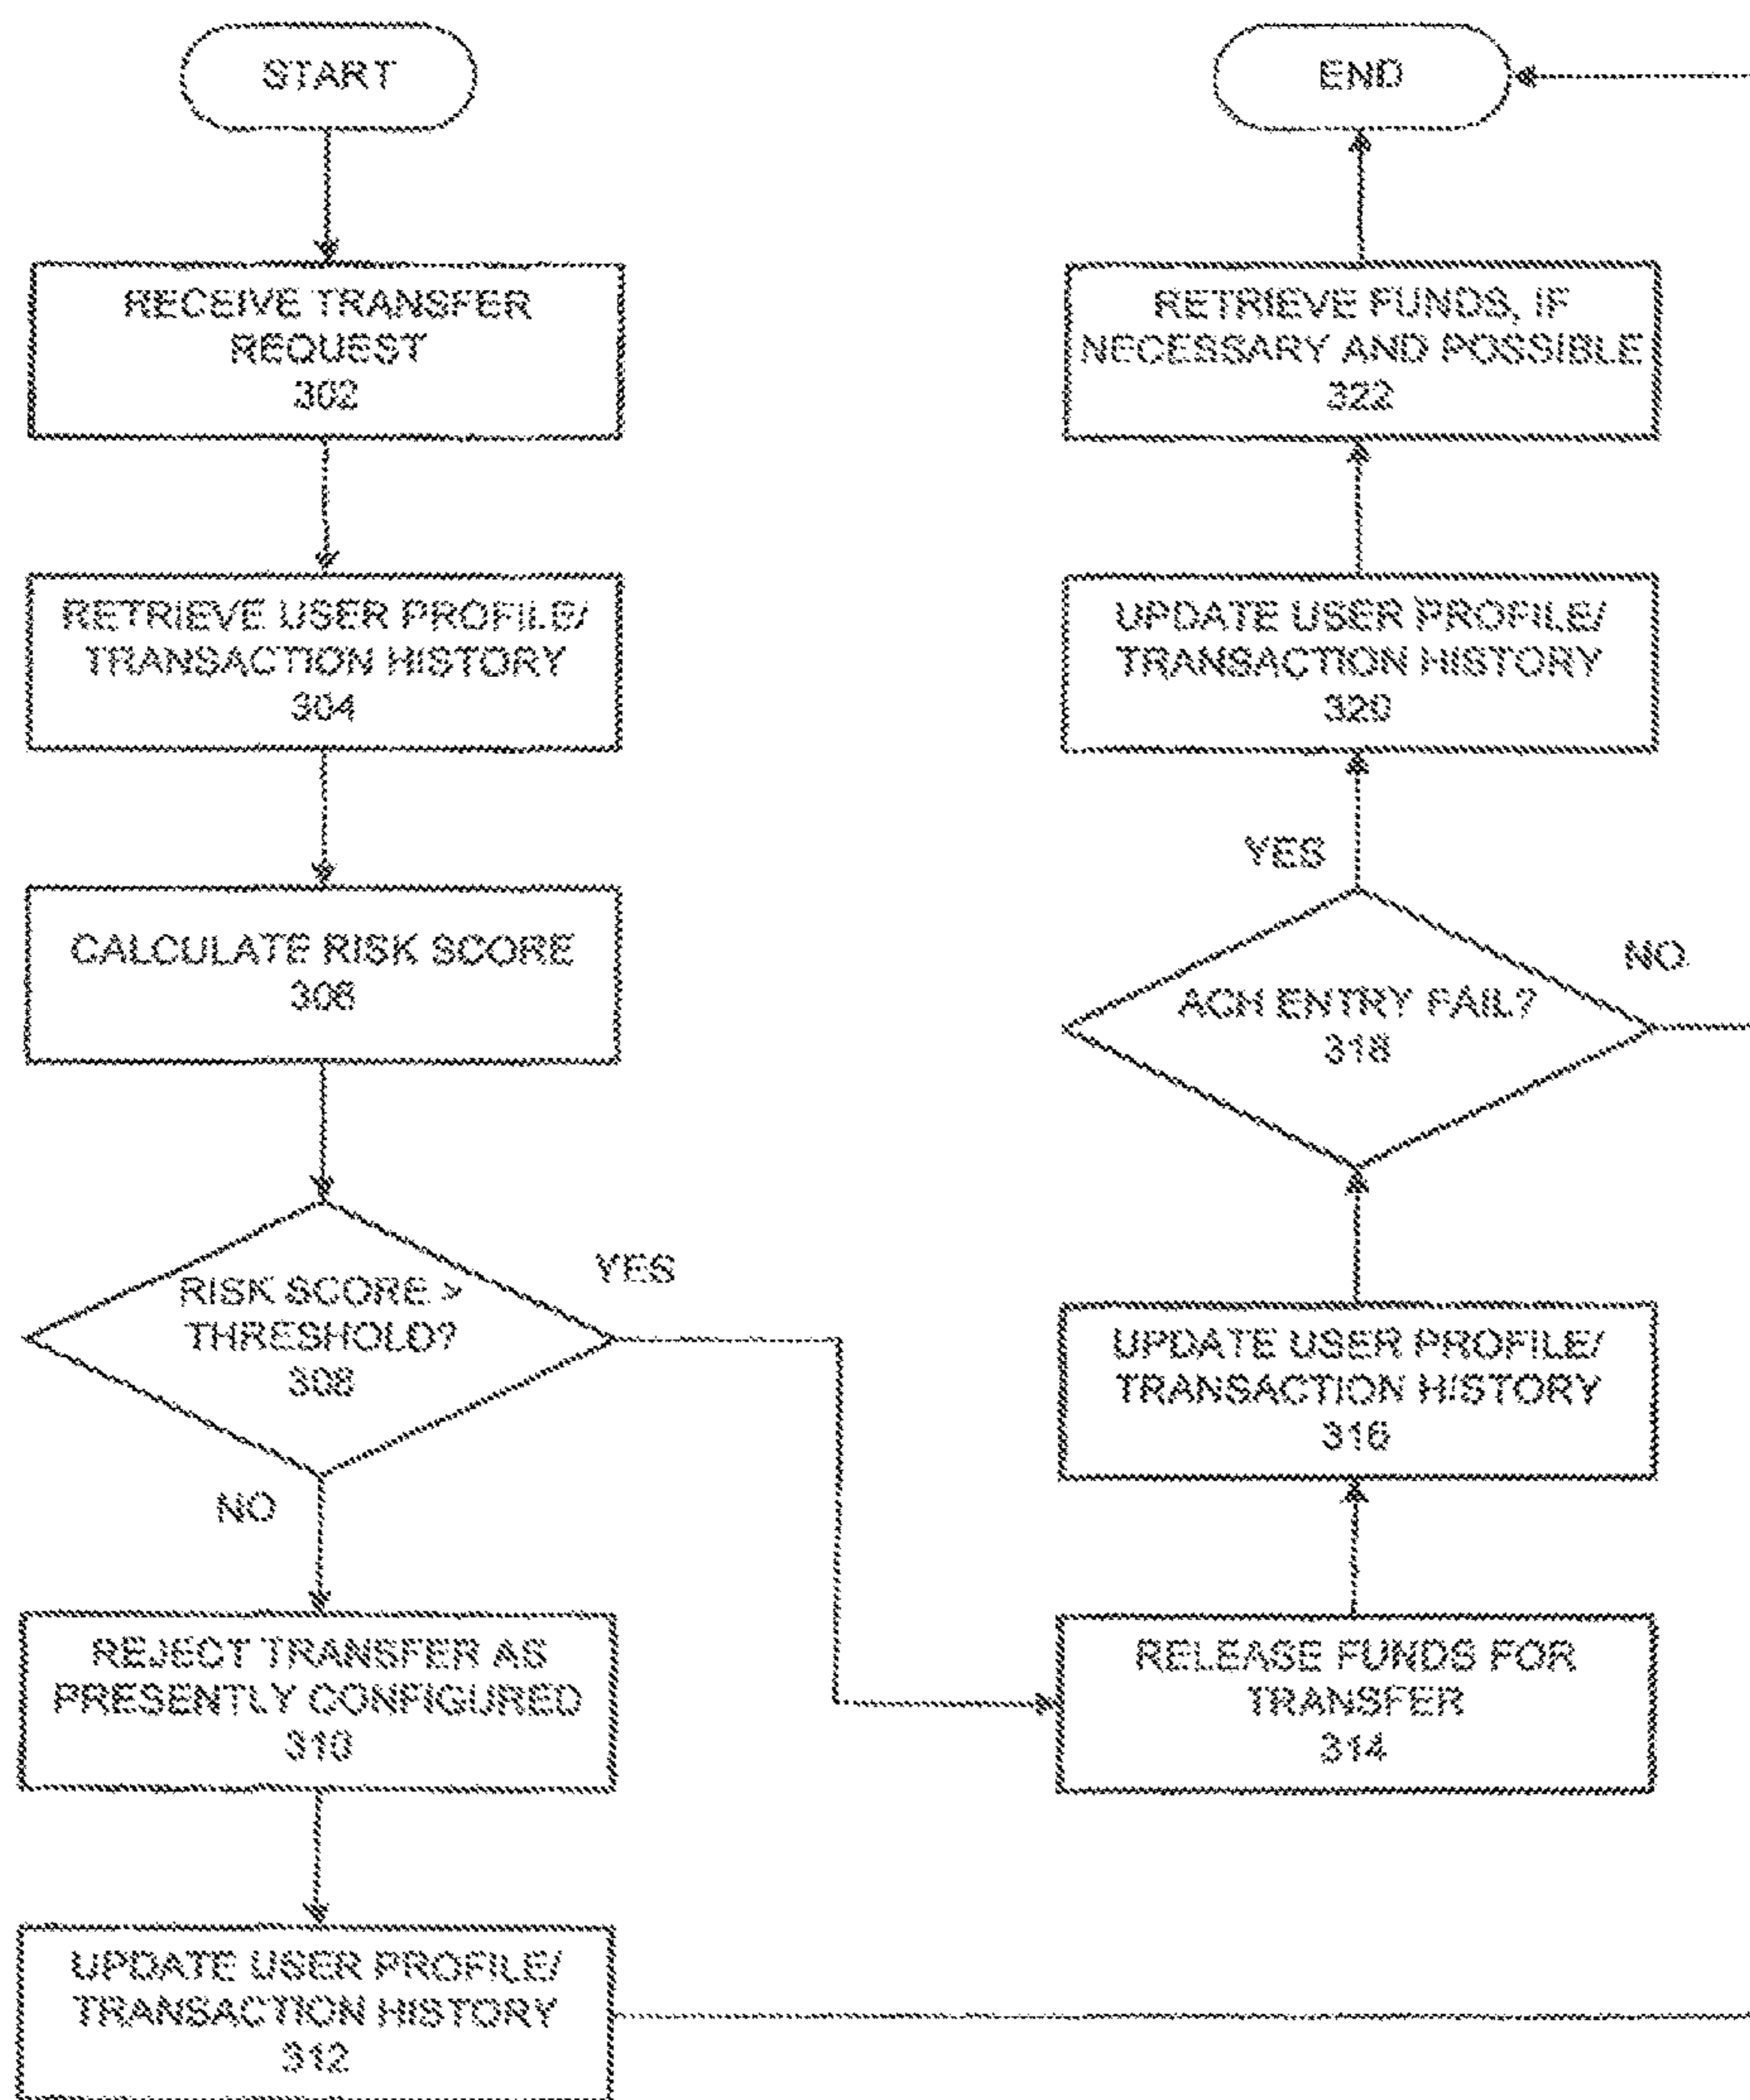 START
RECEIVE TRANSFER
REQUEST
302
RETRIEVE USER PROFILE/
TRANSACTION HISTORY
304
CALCULATE RISK SCORE
306
RISK SCORE >
THRESHOLD?
308
YES
NO
REJECT TRANSFER AS
PRESENTLY CONFIGURED
310
UPDATE USER PROFILE/
TRANSACTION HISTORY
312
END
RETRIEVE FUNDS, IF
NECESSARY AND POSSIBLE
322
UPDATE USER PROFILE/
TRANSACTION HISTORY
320
YES
NO
ACH ENTRY FAIL?
318
UPDATE USER PROFILE/
TRANSACTION HISTORY
316
RELEASE FUNDS FOR
TRANSFER
314